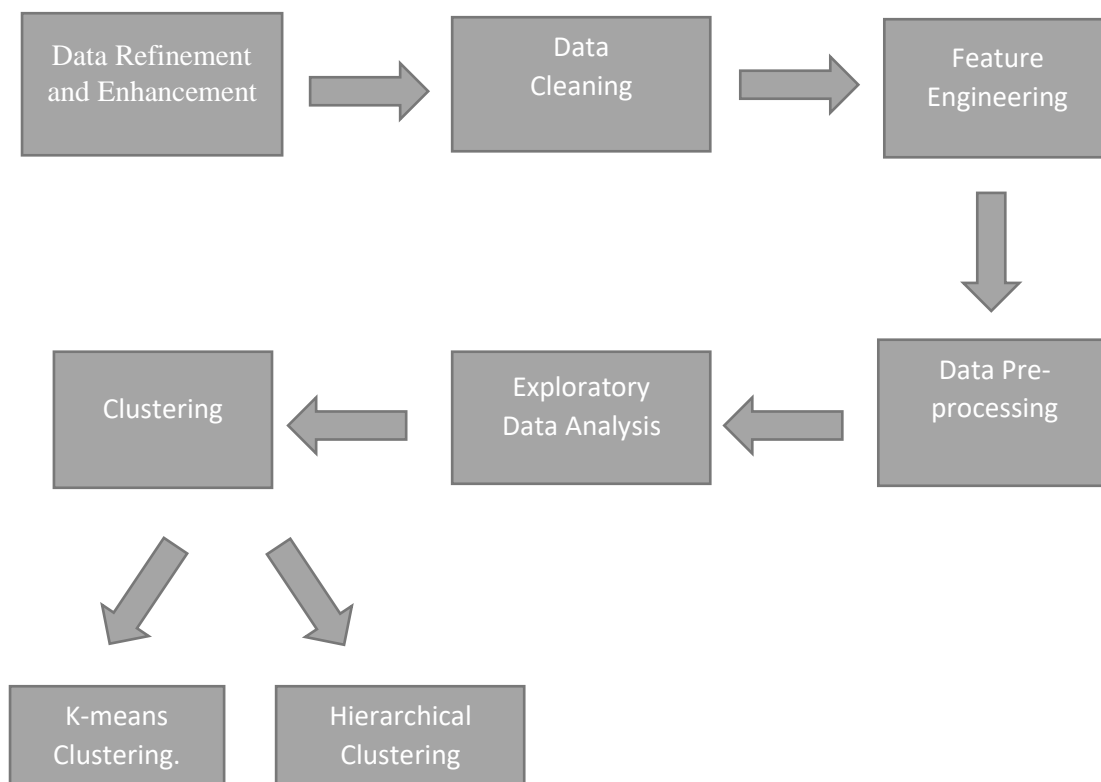 Data Refinement
and Enhancement
Data
Cleaning
Feature
Engineering
Data Pre-
processing
Exploratory
Data Analysis
Clustering
K-means
Clustering.
Hierarchical
Clustering